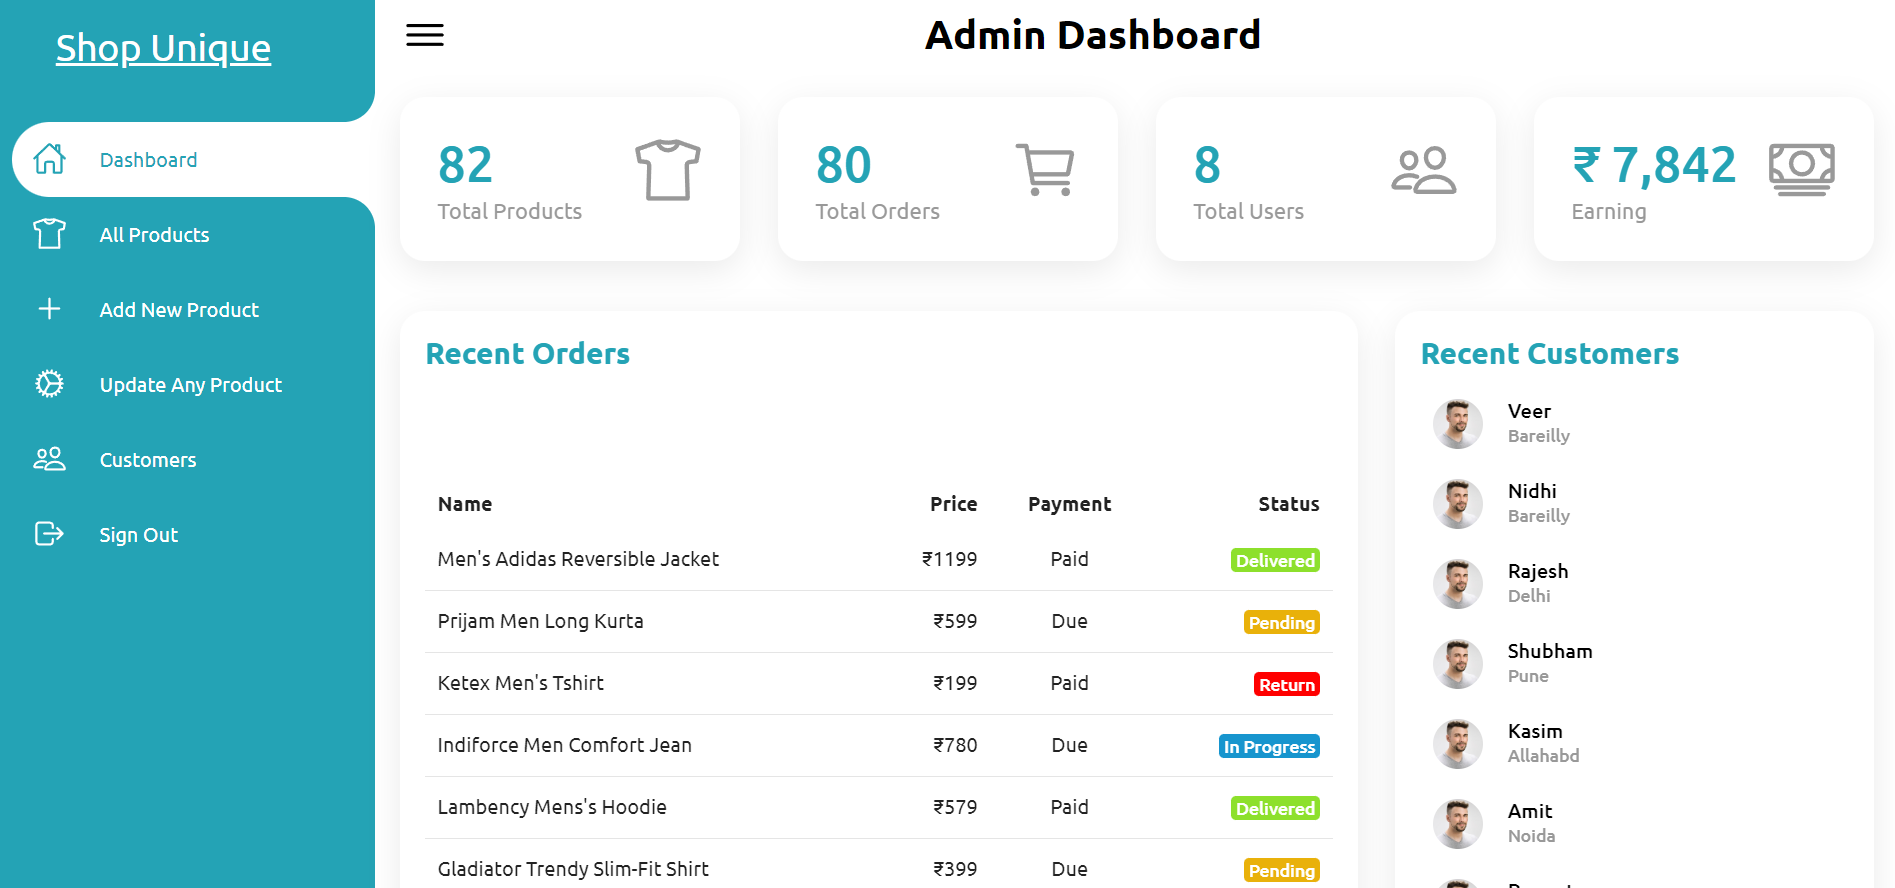 Shop Unique
Dashboard
All Products
Add New Product
Update Any Product
Customers
Sign Out
Admin Dashboard
82
Total Products
80
Total Orders
8
Total Users
₹ 7,842
Earning
Recent Orders
Name Price Payment Status
Men's Adidas Reversible Jacket ₹1199 Paid Delivered
Prijam Men Long Kurta ₹599 Due Pending
Ketex Men's Tshirt ₹199 Paid Return
Indiforce Men Comfort Jean ₹780 Due In Progress
Lambency Mens's Hoodie ₹579 Paid Delivered
Gladiator Trendy Slim-Fit Shirt ₹399 Due Pending
Recent Customers
Veer
Bareilly
Nidhi
Bareilly
Rajesh
Delhi
Shubham
Pune
Kasim
Allahabd
Amit
Noida